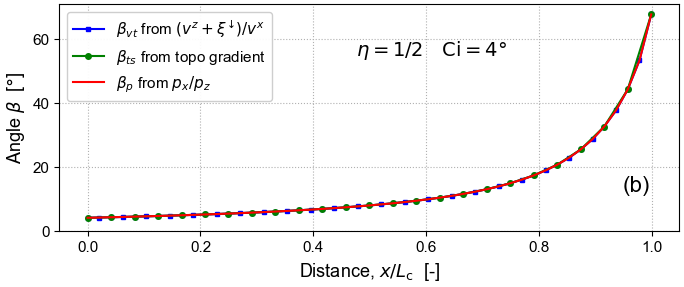 β_vt from (v^z + ξ^↓)/v^x
β_ts from topo gradient
β_p from p_x/p_z
η = 1/2 Ci = 4°
(b)
Angle β [°]
60
40
20
0
0.0 0.2 0.4 0.6 0.8 1.0
Distance, x/L_c [-]